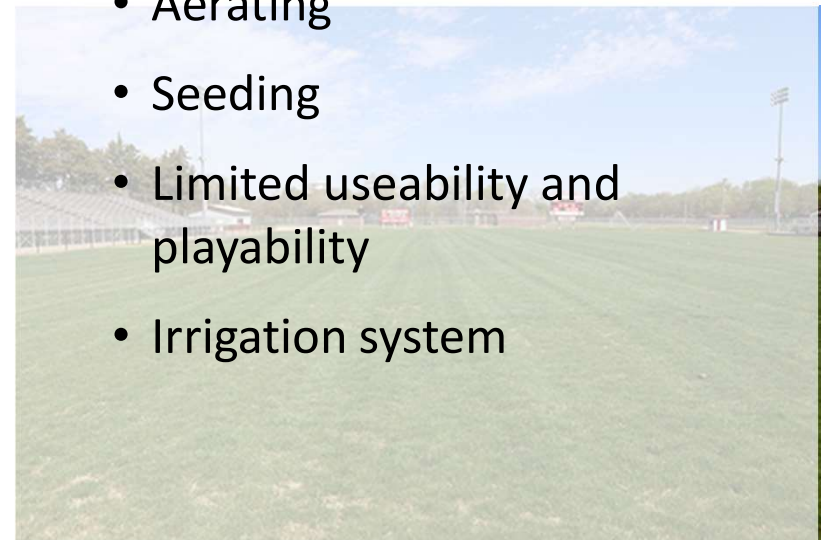 • Aerating
• Seeding
• Limited useability and
playability
• Irrigation system